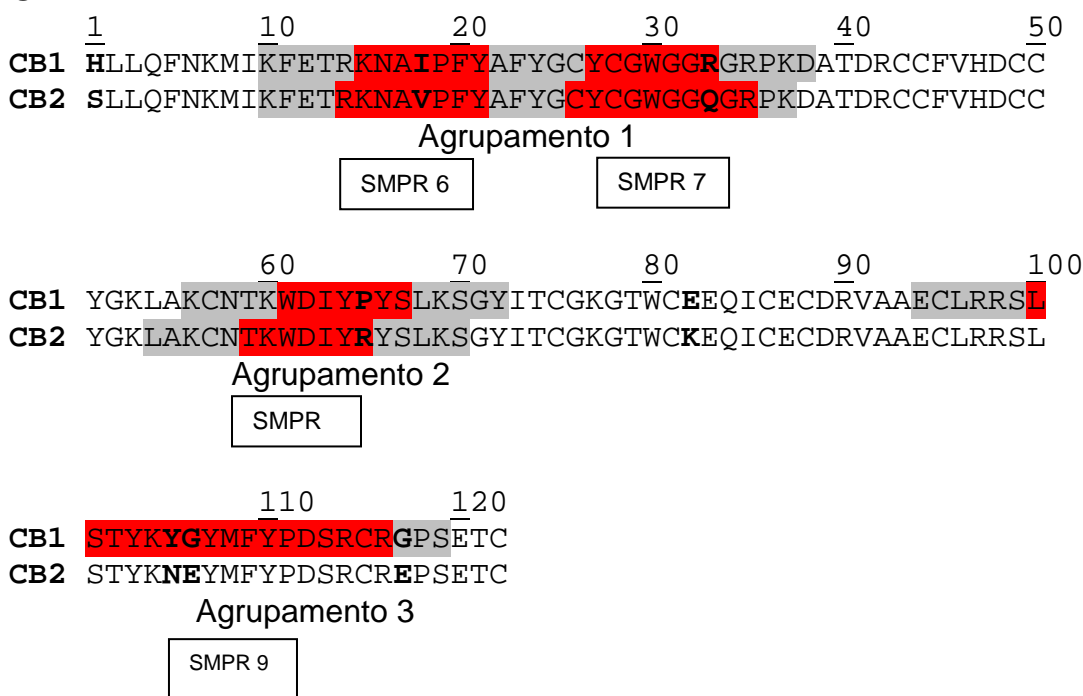 1 10 20 30 40 50
CB1 HLLQFNKMIKFETRKNAIPFYAFYGCYCGWGGRGRPKDATDRCCFVHDCC
CB2 SLLQFNKMIKFETRKNAVPFYAFYGCYCGWGGQGRPKDATDRCCFVHDCC
Agrupamento 1
SMPR 6 SMPR 7
60 70 80 90 100
CB1 YGKLAKCNTKWDIYPYSLKSGYITCGKGTWCEEQICECDRVAAECLRRSL
CB2 YGKLAKCNTKWDIYRYSLKSGYITCGKGTWCKEQICECDRVAAECLRRSL
Agrupamento 2
SMPR
110 120
CB1 STYKYGYMFYPDSRCRGPSETC
CB2 STYKNEYMFYPDSRCREPSETC
Agrupamento 3
SMPR 9